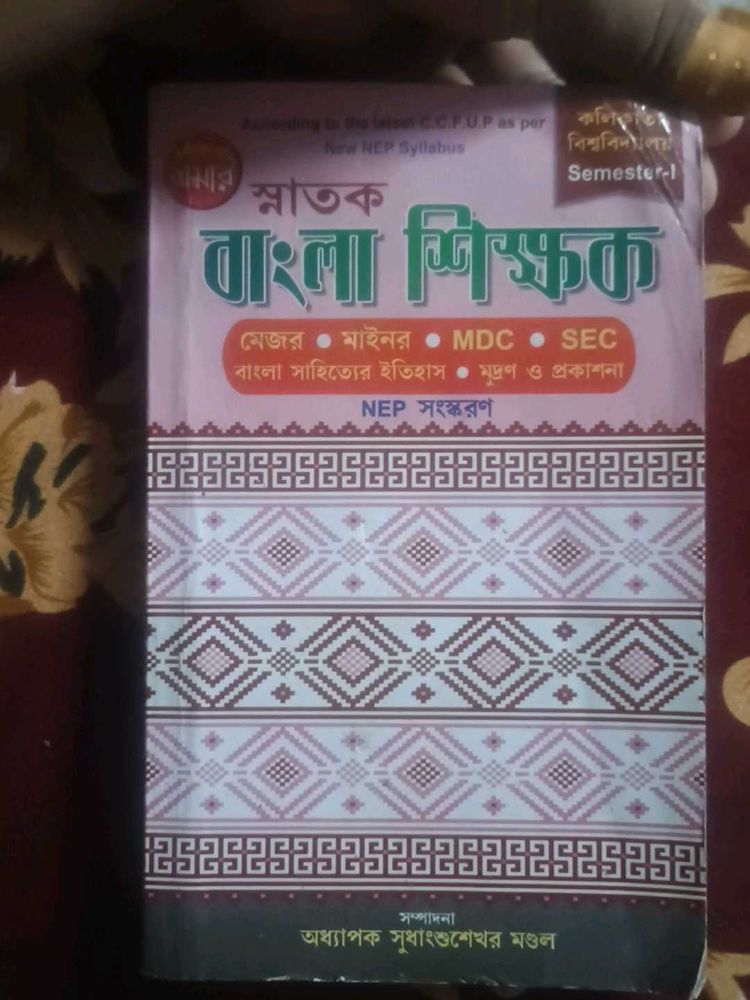 According to the latest C.C.F.U.P as per
New NEP Syllabus
কলিকাতা
বিশ্ববিদ্যালয়
Semester-I
স্নাতক
বাংলা শিক্ষক
মেজর • মাইনর • MDC • SEC
বাংলা সাহিত্যের ইতিহাস • মুদ্রণ ও প্রকাশনা
NEP সংস্করণ
সম্পাদনা
অধ্যাপক সুধাংশুশেখর মণ্ডল